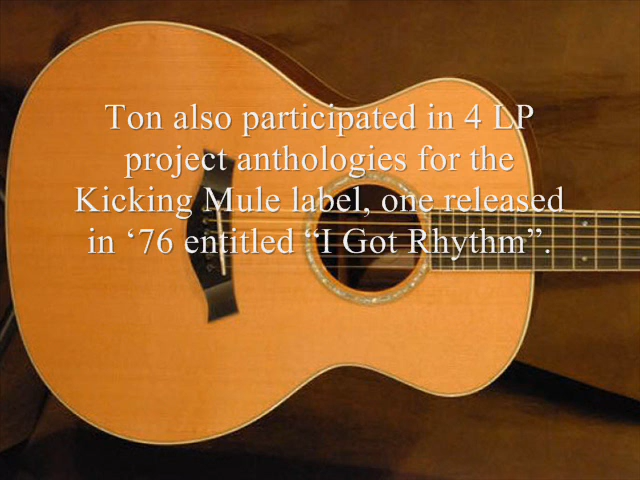 Ton also participated in 4 LP
project anthologies for the
Kicking Mule label, one released
in ‘76 entitled “I Got Rhythm”.